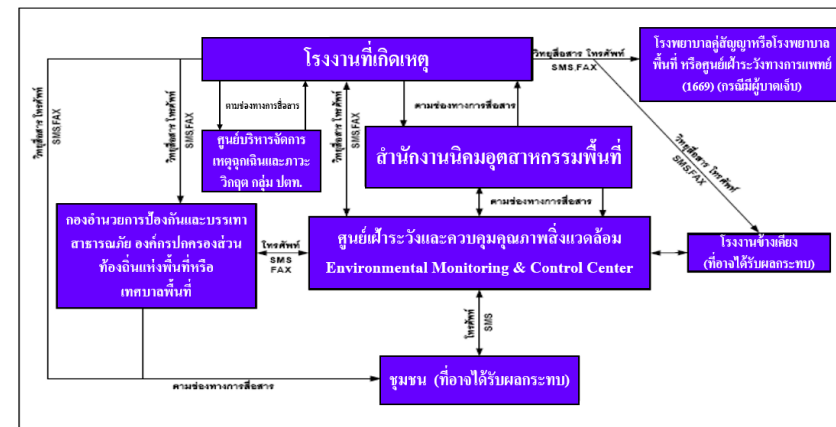 โรงงานที่เกิดเหตุ
วิทยุสื่อสาร โทรศัพท์
SMS,FAX
โรงพยาบาลคู่สัญญาหรือโรงพยาบาล
พื้นที่ หรือศูนย์เฝ้าระวังทางการแพทย์
(1669) (กรณีมีผู้บาดเจ็บ)
วิทยุสื่อสาร โทรศัพท์
SMS,FAX
วิทยุสื่อสาร โทรศัพท์
SMS,FAX
ตามช่องทางการสื่อสาร
วิทยุสื่อสาร โทรศัพท์
SMS,FAX
ตามช่องทางการสื่อสาร
ศูนย์บริหารจัดการ
เหตุฉุกเฉินและภาวะ
วิกฤต กลุ่ม ปตท.
สำนักงานนิคมอุตสาหกรรมพื้นที่
วิทยุสื่อสาร โทรศัพท์
SMS,FAX
ตามช่องทางการสื่อสาร
กองอำนวยการป้องกันและบรรเทา
สาธารณภัย องค์กรปกครองส่วน
ท้องถิ่นแห่งพื้นที่หรือ
เทศบาลพื้นที่
โทรศัพท์
SMS
FAX
ศูนย์เฝ้าระวังและควบคุมคุณภาพสิ่งแวดล้อม
Environmental Monitoring & Control Center
โรงงานข้างเคียง
(ที่อาจได้รับผลกระทบ)
โทรศัพท์
SMS
ตามช่องทางการสื่อสาร
ชุมชน (ที่อาจได้รับผลกระทบ)